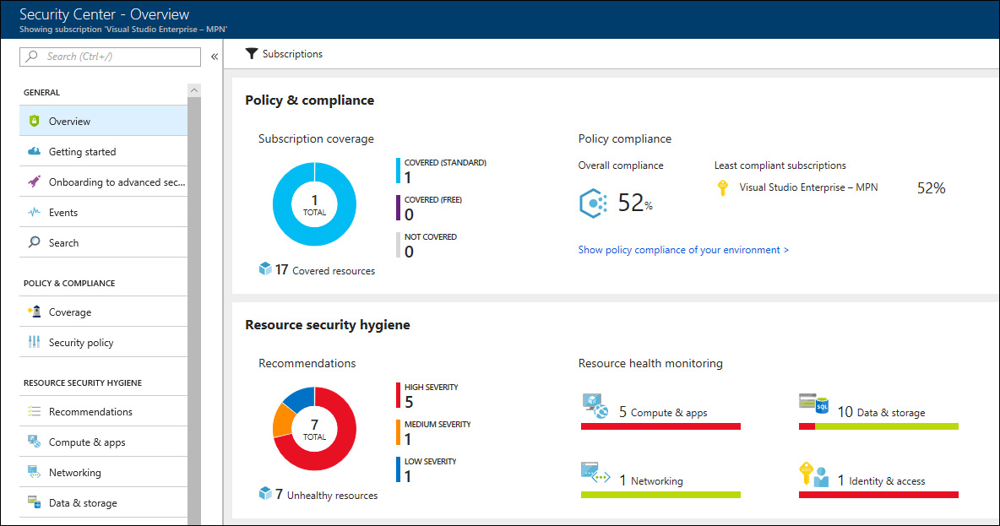 Security Center - Overview
Showing subscription 'Visual Studio Enterprise – MPN'
Search (Ctrl+/)
«
Subscriptions
GENERAL
Overview
Getting started
Onboarding to advanced sec...
Events
Search
POLICY & COMPLIANCE
Coverage
Security policy
RESOURCE SECURITY HYGIENE
Recommendations
Compute & apps
Networking
Data & storage
Policy & compliance
Subscription coverage
1
TOTAL
COVERED (STANDARD)
1
COVERED (FREE)
0
NOT COVERED
0
17 Covered resources
Policy compliance
Overall compliance
52%
Least compliant subscriptions
Visual Studio Enterprise – MPN 52%
Show policy compliance of your environment >
Resource security hygiene
Recommendations
7
TOTAL
HIGH SEVERITY
5
MEDIUM SEVERITY
1
LOW SEVERITY
1
7 Unhealthy resources
Resource health monitoring
5 Compute & apps
SQL
10 Data & storage
1 Networking
1 Identity & access